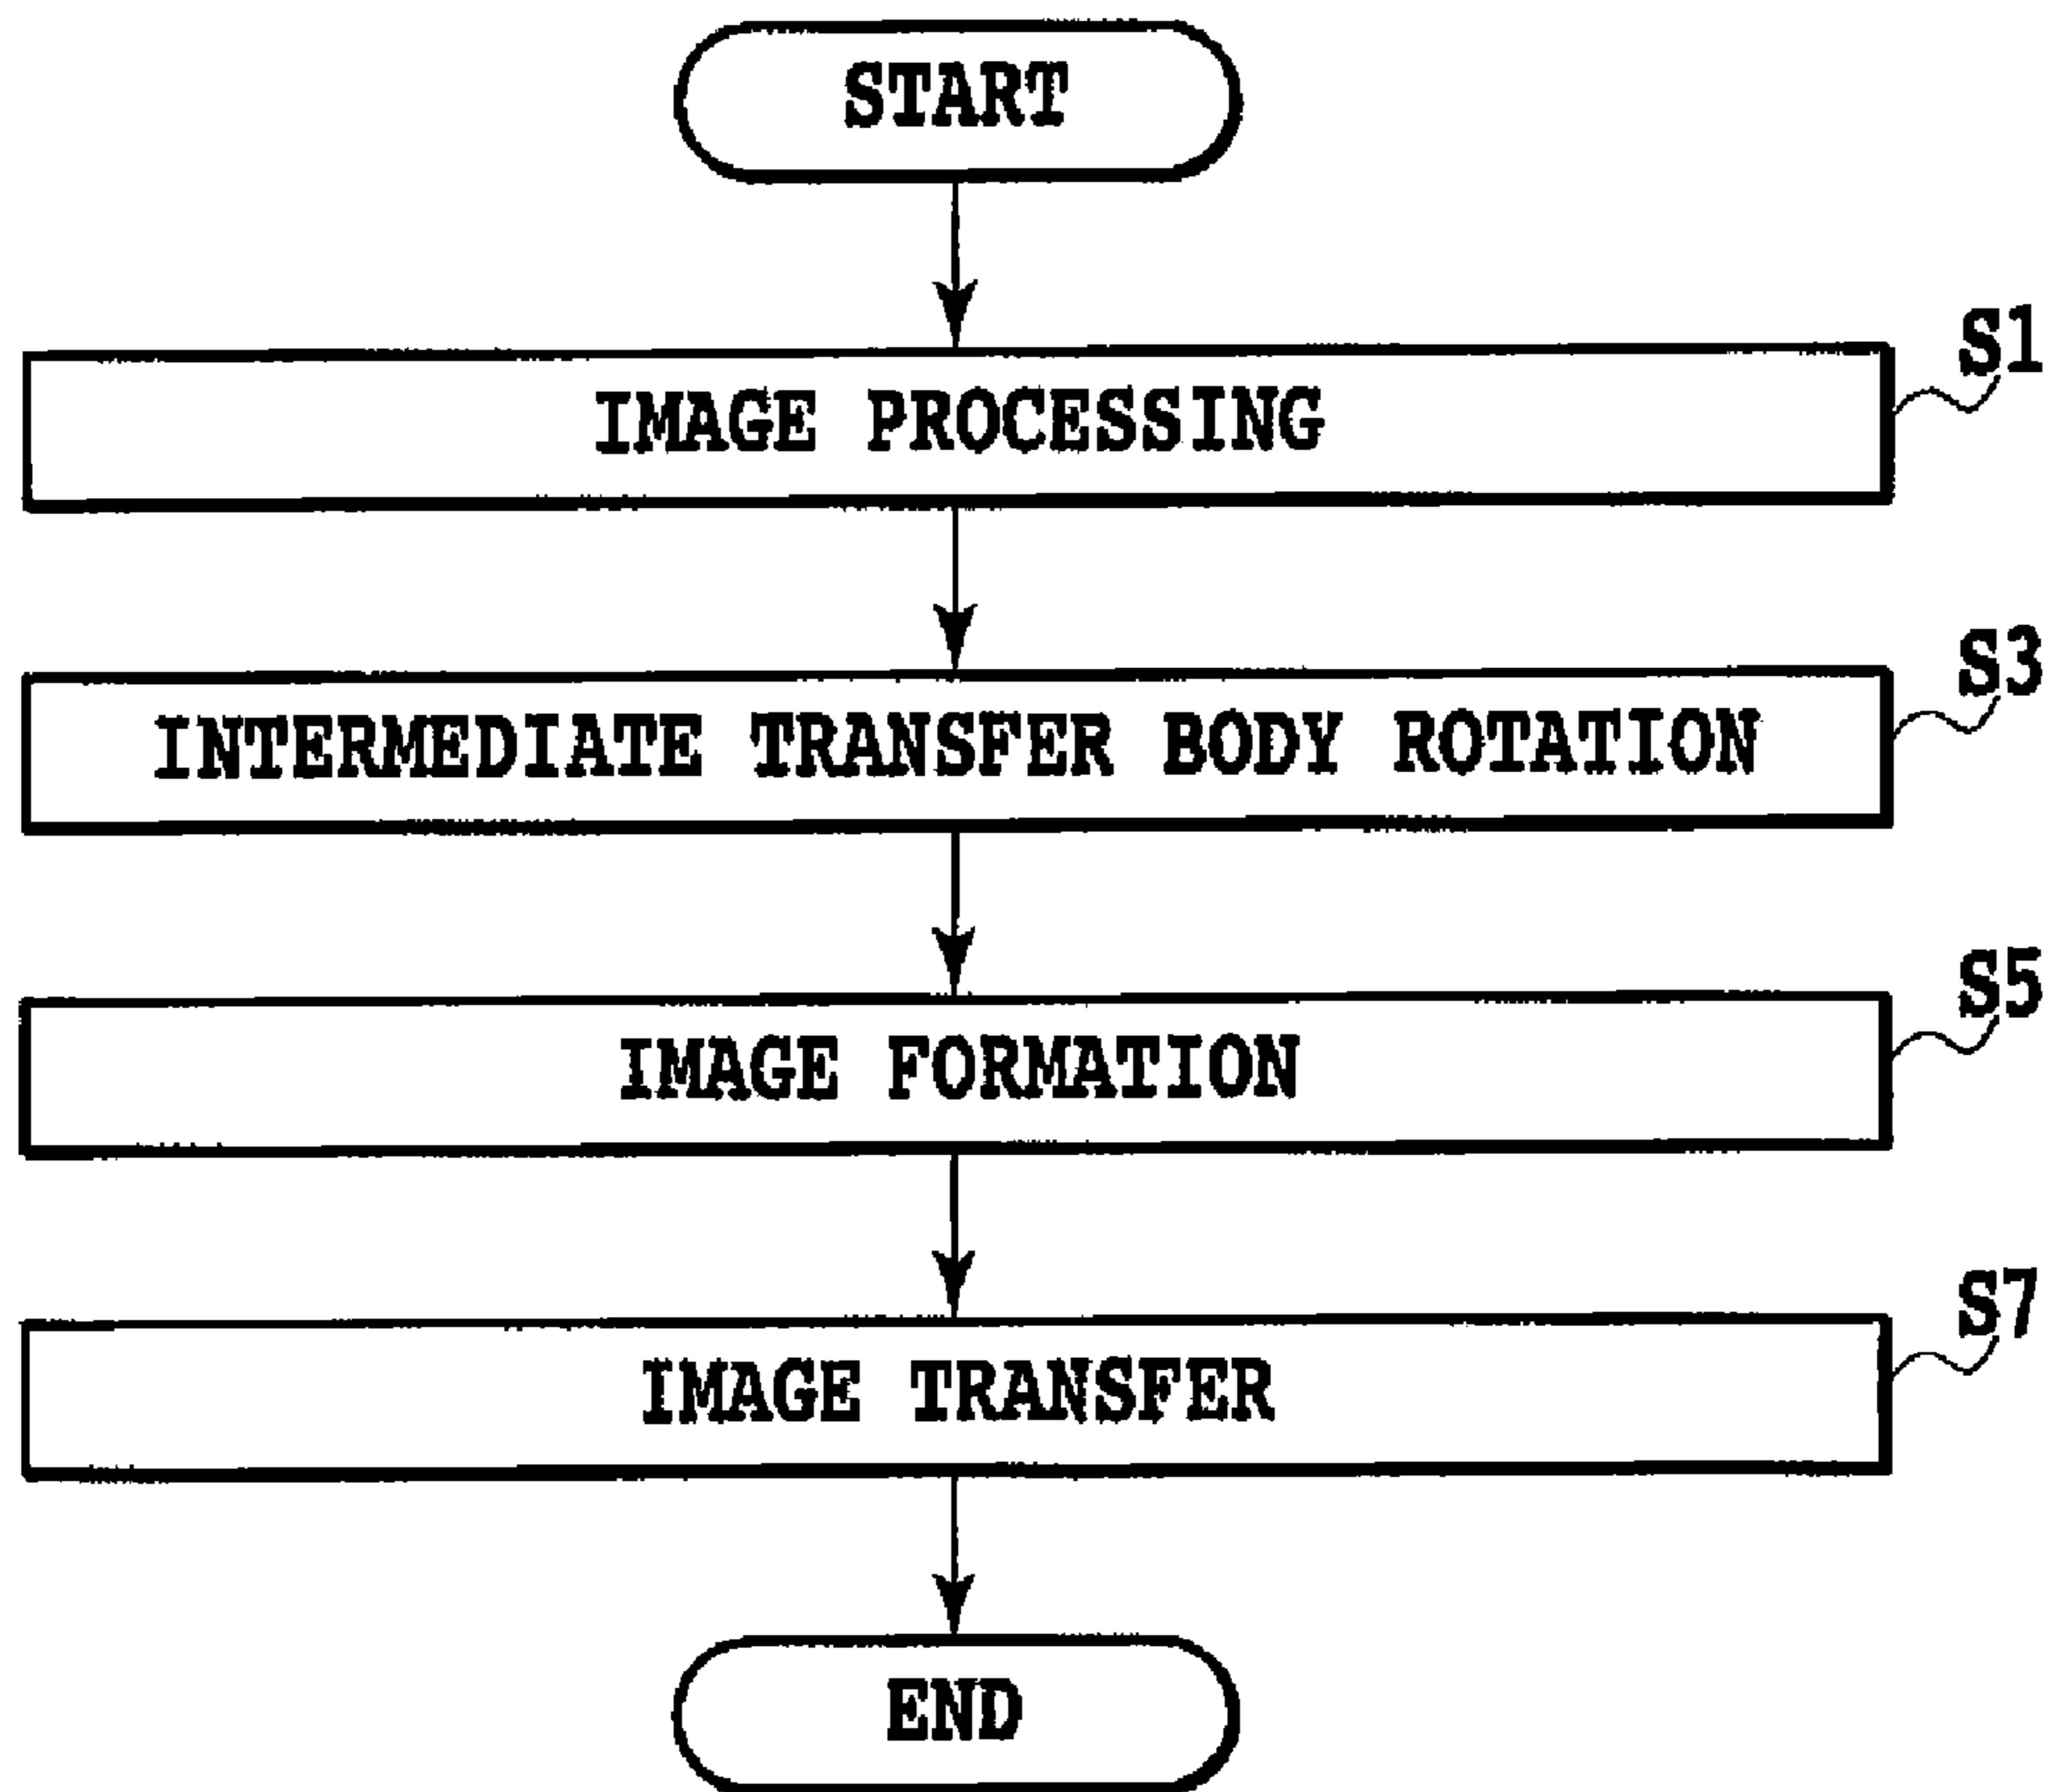 START
S1
IMAGE PROCESSING
S3
INTERMEDIATE TRANSFER BODY ROTATION
S5
IMAGE FORMATION
S7
IMAGE TRANSFER
END